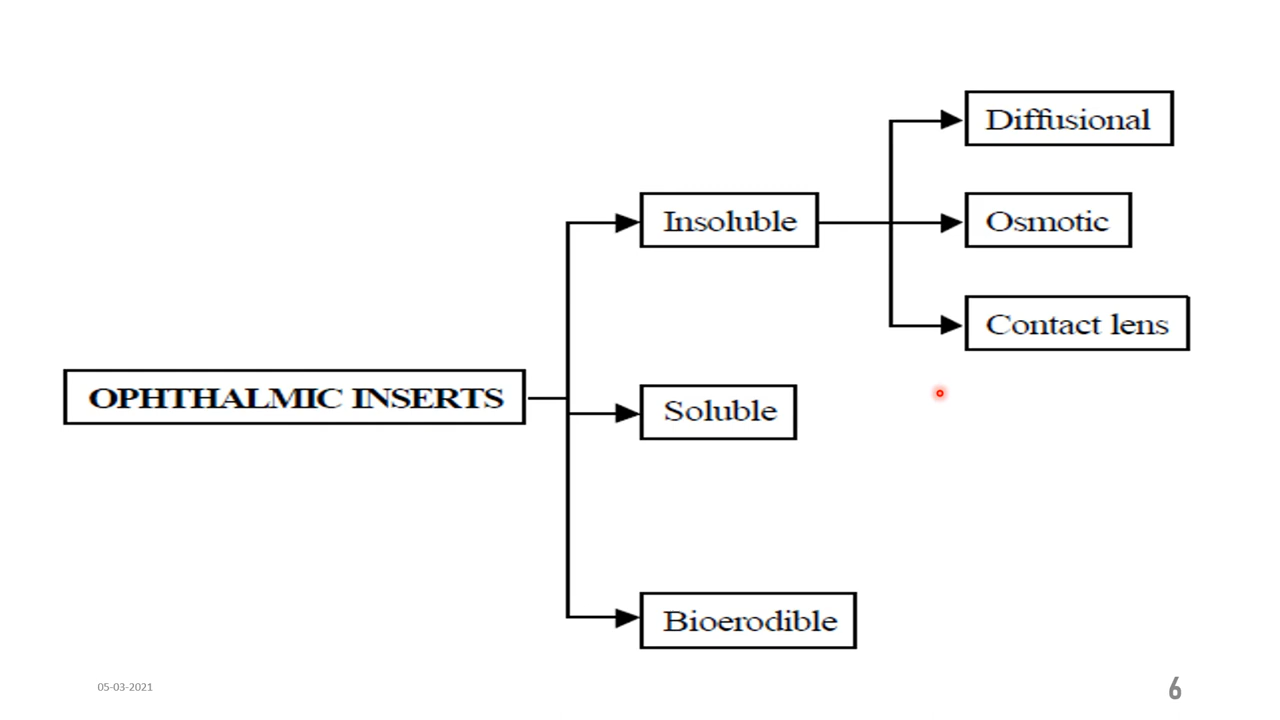 Diffusional
Insoluble
Osmotic
Contact lens
OPHTHALMIC INSERTS
Soluble
Bioerodible
05-03-2021
6